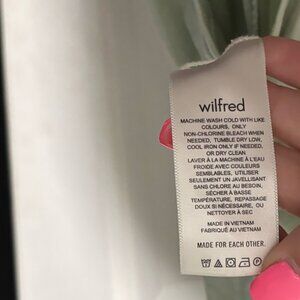 wilfred
MACHINE WASH COLD WITH LIKE
COLOURS, ONLY
NON-CHLORINE BLEACH WHEN
NEEDED, TUMBLE DRY LOW,
COOL IRON ONLY IF NEEDED,
OR DRY CLEAN
LAVER À LA MACHINE À L'EAU
FROIDE AVEC COULEURS
SEMBLABLES, UTILISER
SEULEMENT UN JAVELLISANT
SANS CHLORE AU BESOIN,
SÉCHER À BASSE
TEMPÉRATURE, REPASSAGE
DOUX SI NÉCESSAIRE, OU
NETTOYER À SEC
MADE IN VIETNAM
FABRIQUÉ AU VIETNAM
MADE FOR EACH OTHER.